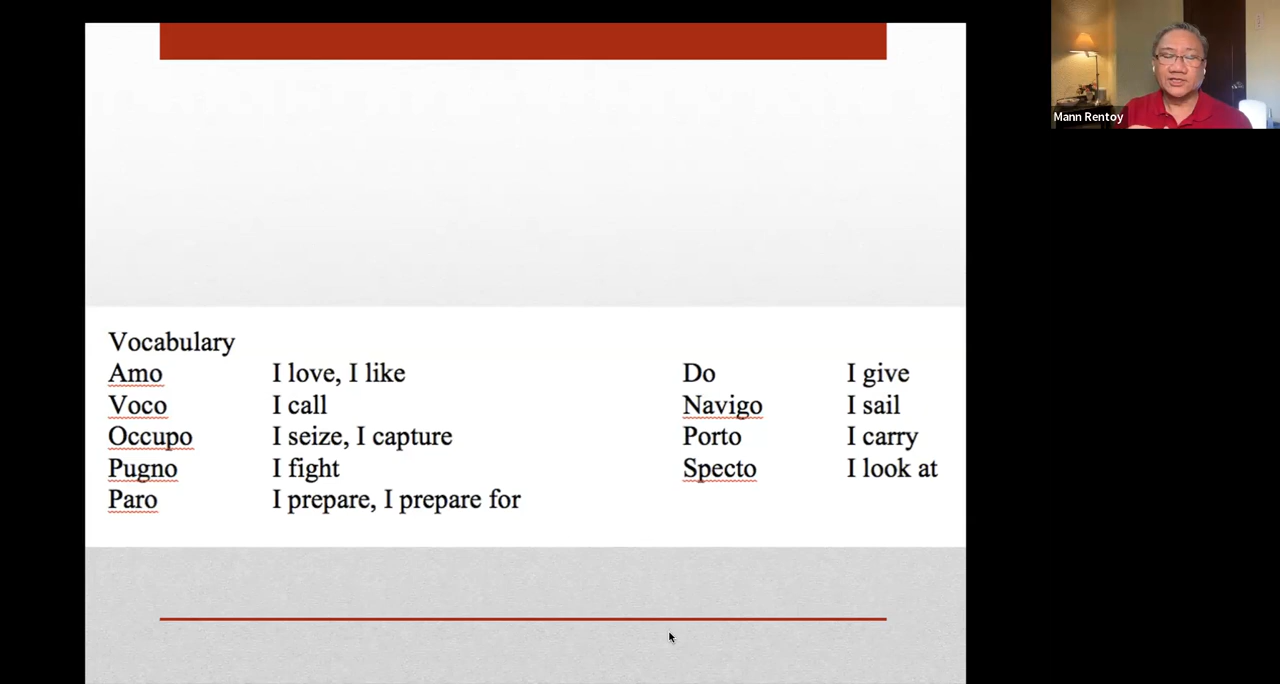 Mann Rentoy
Vocabulary
Amo I love, I like Do I give
Voco I call Navigo I sail
Occupo I seize, I capture Porto I carry
Pugno I fight Specto I look at
Paro I prepare, I prepare for